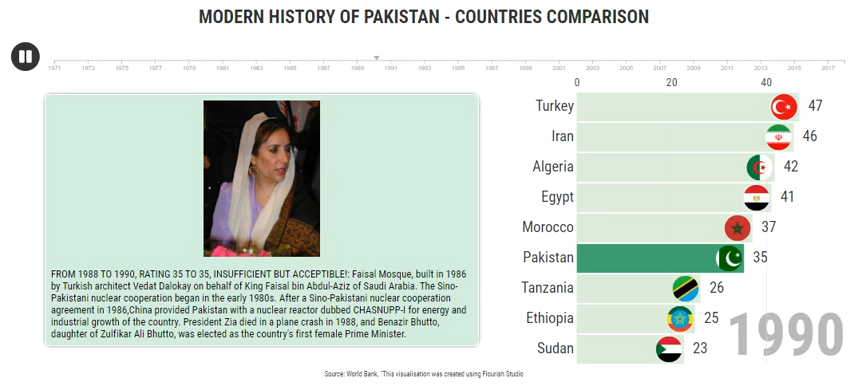 MODERN HISTORY OF PAKISTAN - COUNTRIES COMPARISON
1971 1973 1975 1977 1979 1981 1983 1985 1987 1989 1991 1993 1995 1997 1999 2001 2003 2005 2007 2009 2011 2013 2015 2017
0 20 40
Turkey 47
Iran 46
Algeria 42
Egypt 41
Morocco 37
Pakistan 35
Tanzania 26
Ethiopia 25
Sudan 23
1990
FROM 1988 TO 1990, RATING 35 TO 35, INSUFFICIENT BUT ACCEPTIBLE!: Faisal Mosque, built in 1986
by Turkish architect Vedat Dalokay on behalf of King Faisal bin Abdul-Aziz of Saudi Arabia. The Sino-
Pakistani nuclear cooperation began in the early 1980s. After a Sino-Pakistani nuclear cooperation
agreement in 1986,China provided Pakistan with a nuclear reactor dubbed CHASNUPP-I for energy and
industrial growth of the country. President Zia died in a plane crash in 1988, and Benazir Bhutto,
daughter of Zulfikar Ali Bhutto, was elected as the country's first female Prime Minister.
Source: World Bank, "This visualisation was created using Flourish Studio